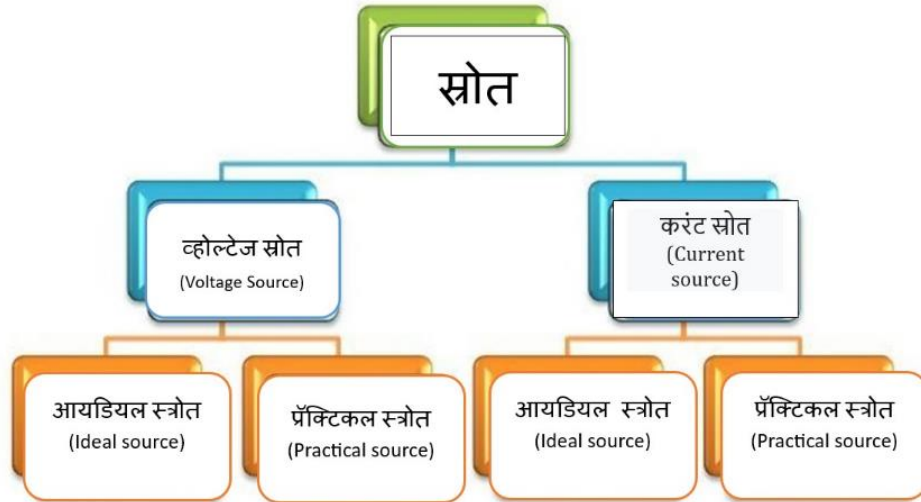 स्रोत
व्होल्टेज स्रोत
(Voltage Source)
करंट स्रोत
(Current
source)
आयडियल स्त्रोत
(Ideal source)
प्रॅक्टिकल स्त्रोत
(Practical source)
आयडियल स्त्रोत
(Ideal source)
प्रॅक्टिकल स्त्रोत
(Practical source)